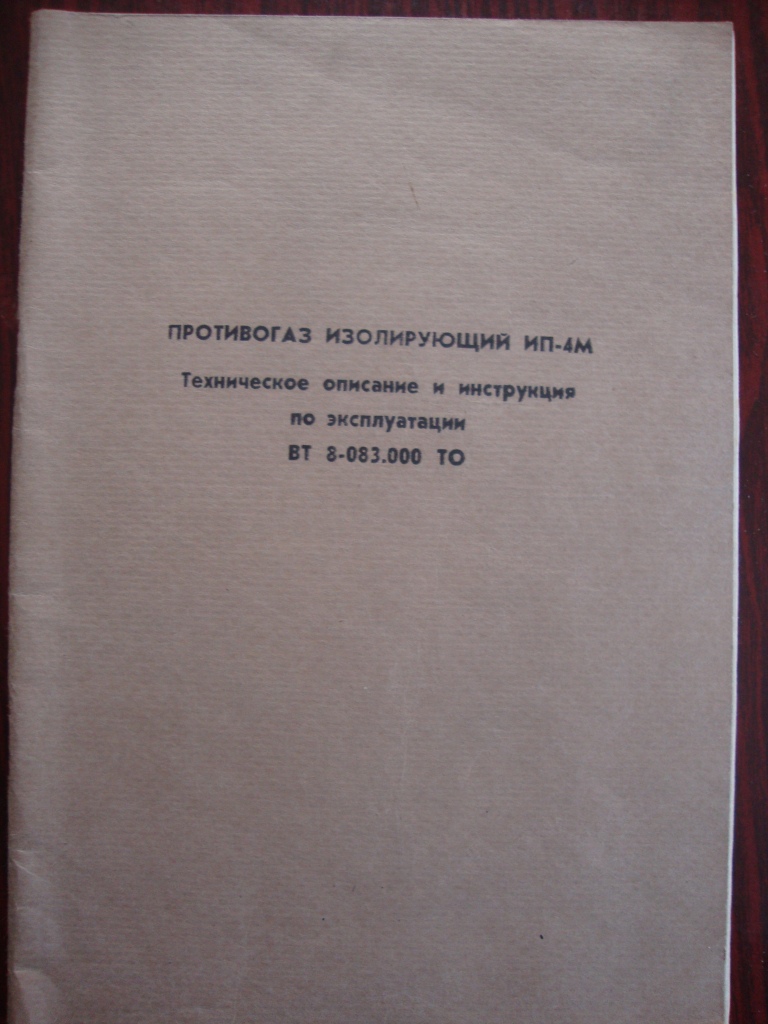 ПРОТИВОГАЗ ИЗОЛИРУЮЩИЙ ИП-4М
Техническое описание и инструкция
по эксплуатации
ВТ 8-083.000 ТО